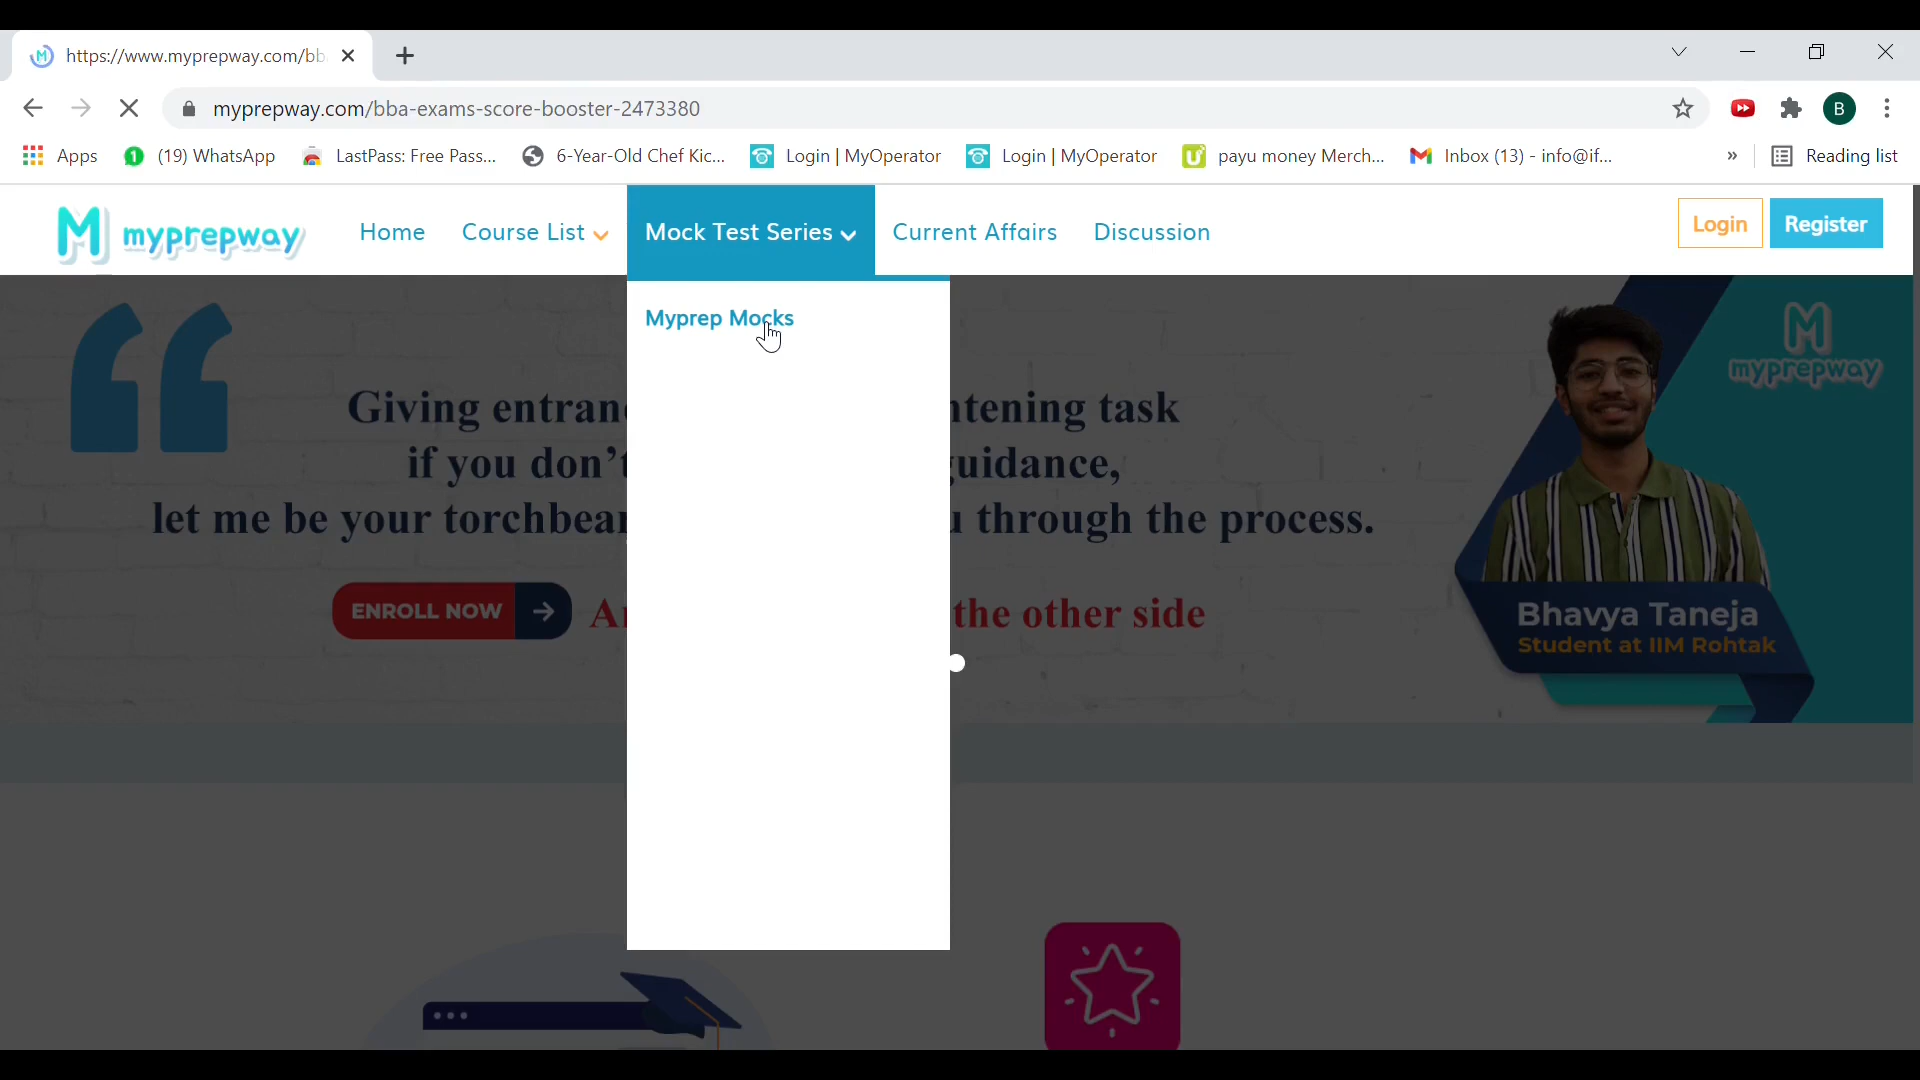 https://www.myprepway.com/bb
myprepway.com/bba-exams-score-booster-2473380
B
Apps
(19) WhatsApp
LastPass: Free Pass...
6-Year-Old Chef Kic...
Login | MyOperator
Login | MyOperator
payu money Merch...
Inbox (13) - info@if...
»
Reading list
M myprepway
Home
Course List
Mock Test Series
Current Affairs
Discussion
Login
Register
Myprep Mocks
M
myprepway
Giving entran htening task
if you don't guidance,
let me be your torchbear through the process.
ENROLL NOW
the other side
Bhavya Taneja
Student at IIM Rohtak